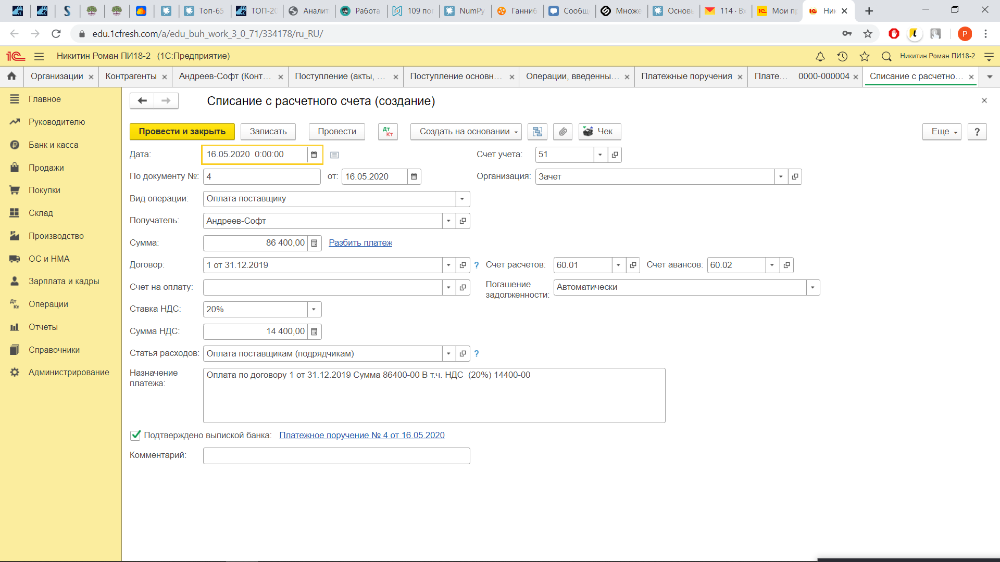 Топ-65
ТОП-20
Аналит
Работа
109 по
NumPy
Ганниб
Сообщ
Множе
Основы
114 · Вх
Мои пр
Ник
edu.1cfresh.com/a/edu_buh_work_3_0_71/334178/ru_RU/
Р
Никитин Роман ПИ18-2 (1С:Предприятие)
Никитин Роман ПИ18-2
Организации
Контрагенты
Андреев-Софт (Конт...
Поступление (акты, ...
Поступление основн...
Операции, введенны...
Платежные поручения
Плате... 0000-000004
Списание с расчетно...
Главное
Руководителю
Банк и касса
Продажи
Покупки
Склад
Производство
ОС и НМА
Зарплата и кадры
Операции
Отчеты
Справочники
Администрирование
Списание с расчетного счета (создание)
Провести и закрыть
Записать
Провести
Дт Кт
Создать на основании
Чек
Еще
?
Дата: 16.05.2020 0:00:00
Счет учета: 51
По документу №: 4 от: 16.05.2020
Организация: Зачет
Вид операции: Оплата поставщику
Получатель: Андреев-Софт
Сумма: 86 400,00 Разбить платеж
Договор: 1 от 31.12.2019 ?
Счет расчетов: 60.01 Счет авансов: 60.02
Счет на оплату:
Погашение
задолженности: Автоматически
Ставка НДС: 20%
Сумма НДС: 14 400,00
Статья расходов: Оплата поставщикам (подрядчикам) ?
Назначение
платежа:
Оплата по договору 1 от 31.12.2019 Сумма 86400-00 В т.ч. НДС (20%) 14400-00
Подтверждено выпиской банка: Платежное поручение № 4 от 16.05.2020
Комментарий: